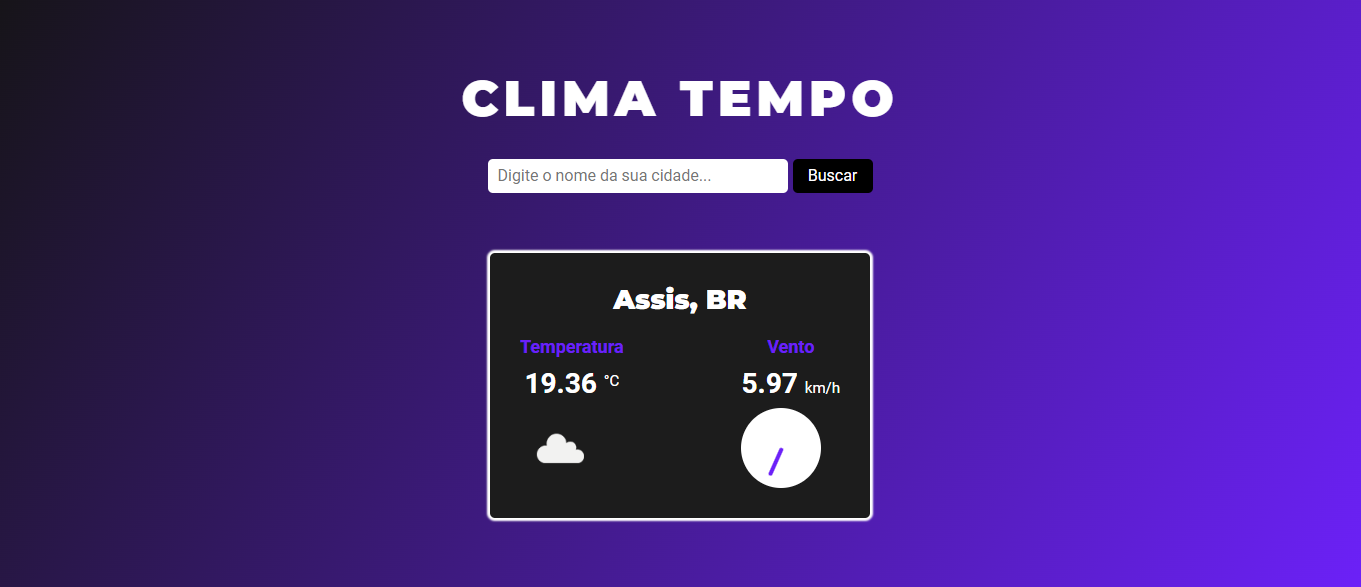 CLIMA TEMPO
Digite o nome da sua cidade... Buscar
Assis, BR
Temperatura Vento
19.36 °C 5.97 km/h